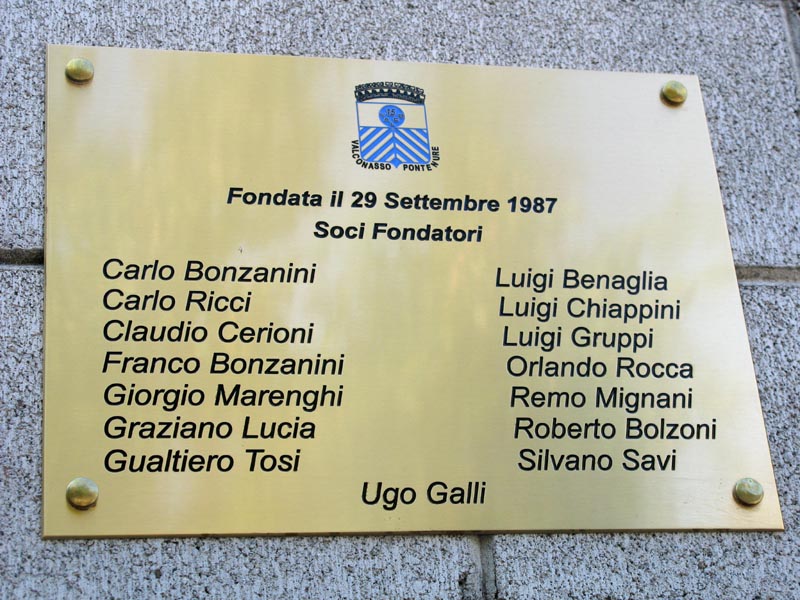 VALCONASSO PONTENURE
Fondata il 29 Settembre 1987
Soci Fondatori
Carlo Bonzanini
Carlo Ricci
Claudio Cerioni
Franco Bonzanini
Giorgio Marenghi
Graziano Lucia
Gualtiero Tosi
Luigi Benaglia
Luigi Chiappini
Luigi Gruppi
Orlando Rocca
Remo Mignani
Roberto Bolzoni
Silvano Savi
Ugo Galli